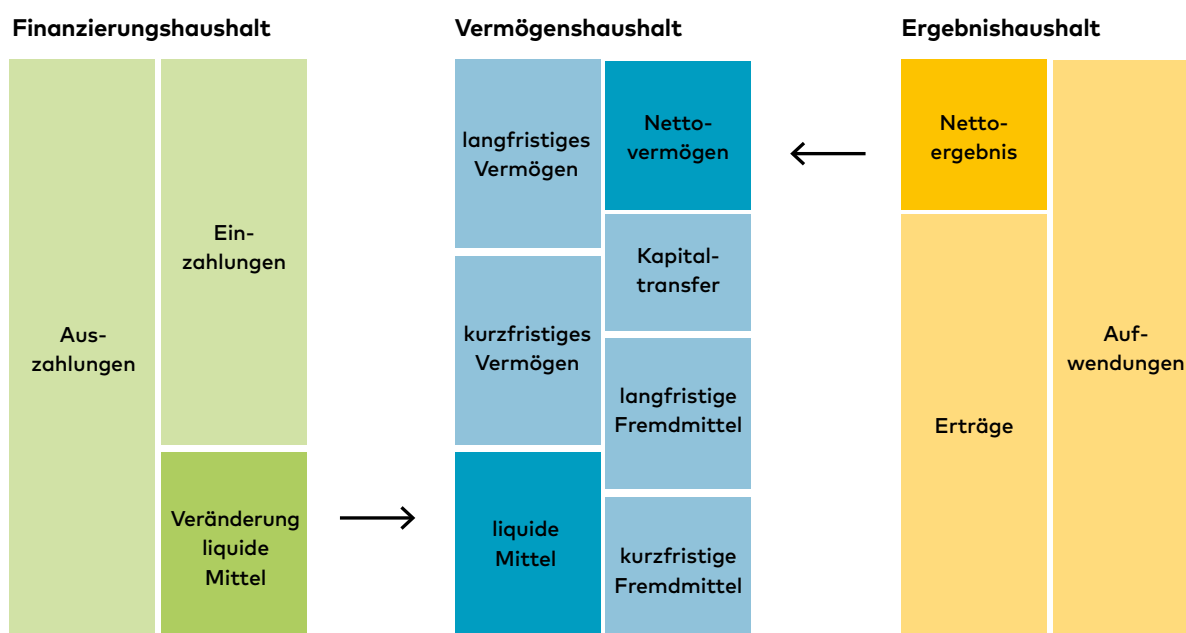 Finanzierungshaushalt
Aus-
zahlungen
Ein-
zahlungen
Veränderung
liquide
Mittel
Vermögenshaushalt
langfristiges
Vermögen
kurzfristiges
Vermögen
liquide
Mittel
Netto-
vermögen
Kapital-
transfer
langfristige
Fremdmittel
kurzfristige
Fremdmittel
Ergebnishaushalt
Netto-
ergebnis
Erträge
Auf-
wendungen